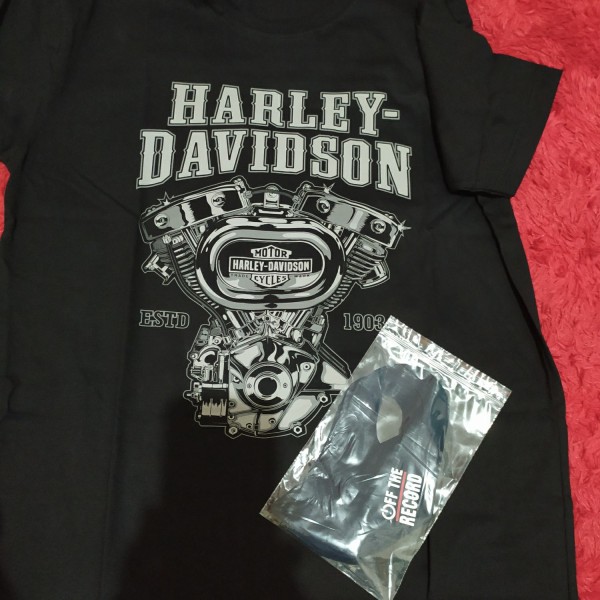 HARLEY-
DAVIDSON
MOTOR
HARLEY-DAVIDSON
CYCLES
ESTD
1903
OFF THE
RECORD